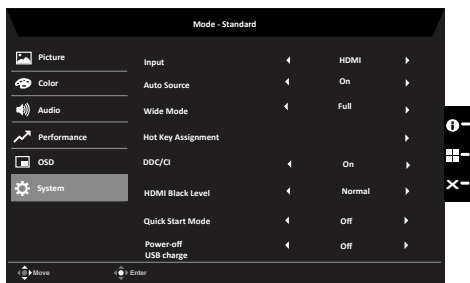 Mode - Standard
Picture
Color
Audio
Performance
OSD
System
Input HDMI
Auto Source On
Wide Mode Full
Hot Key Assignment
DDC/CI On
HDMI Black Level Normal
Quick Start Mode Off
Power-off Off
USB charge
Move Enter